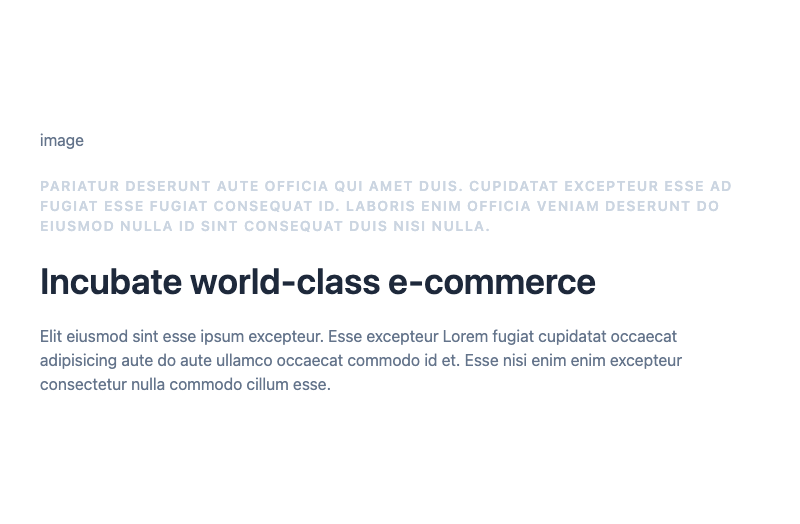 image
PARIATUR DESERUNT AUTE OFFICIA QUI AMET DUIS. CUPIDATAT EXCEPTEUR ESSE AD
FUGIAT ESSE FUGIAT CONSEQUAT ID. LABORIS ENIM OFFICIA VENIAM DESERUNT DO
EIUSMOD NULLA ID SINT CONSEQUAT DUIS NISI NULLA.
Incubate world-class e-commerce
Elit eiusmod sint esse ipsum excepteur. Esse excepteur Lorem fugiat cupidatat occaecat
adipisicing aute do aute ullamco occaecat commodo id et. Esse nisi enim enim excepteur
consectetur nulla commodo cillum esse.